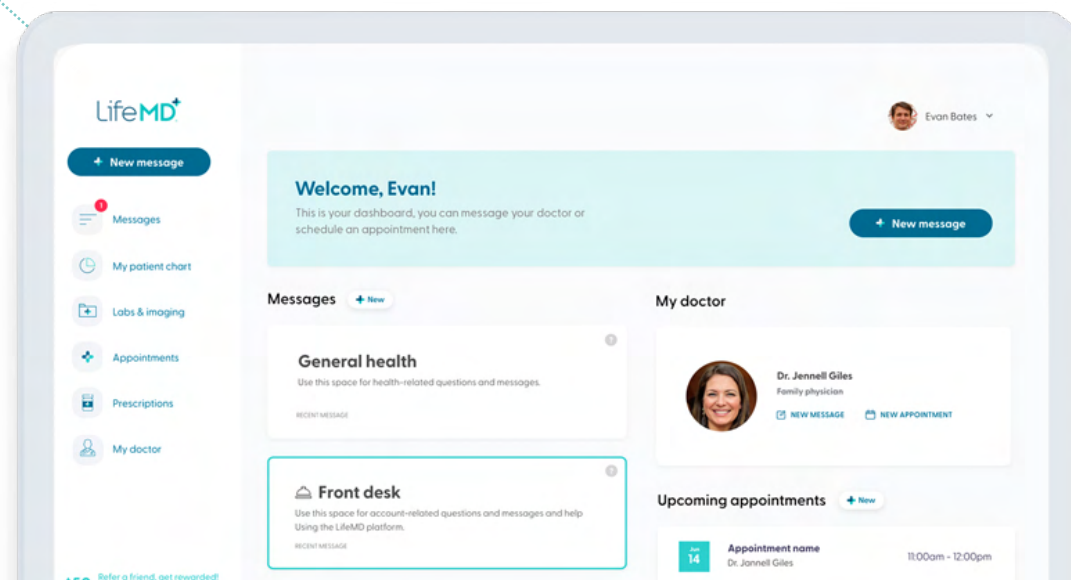 LifeMD
Evan Bates
+ New message
1
Messages
My patient chart
Labs & imaging
Appointments
Prescriptions
My doctor
Refer a friend, get rewarded!
Welcome, Evan!
This is your dashboard, you can message your doctor or
schedule an appointment here.
+ New message
Messages + New
General health
?
Use this space for health-related questions and messages.
RECENT MESSAGE
Front desk
?
Use this space for account-related questions and messages and help
Using the LifeMD platform.
RECENT MESSAGE
My doctor
Dr. Jennell Giles
Family physician
NEW MESSAGE NEW APPOINTMENT
Upcoming appointments + New
Jun
14
Appointment name
Dr. Jannell Giles
11:00am - 12:00pm